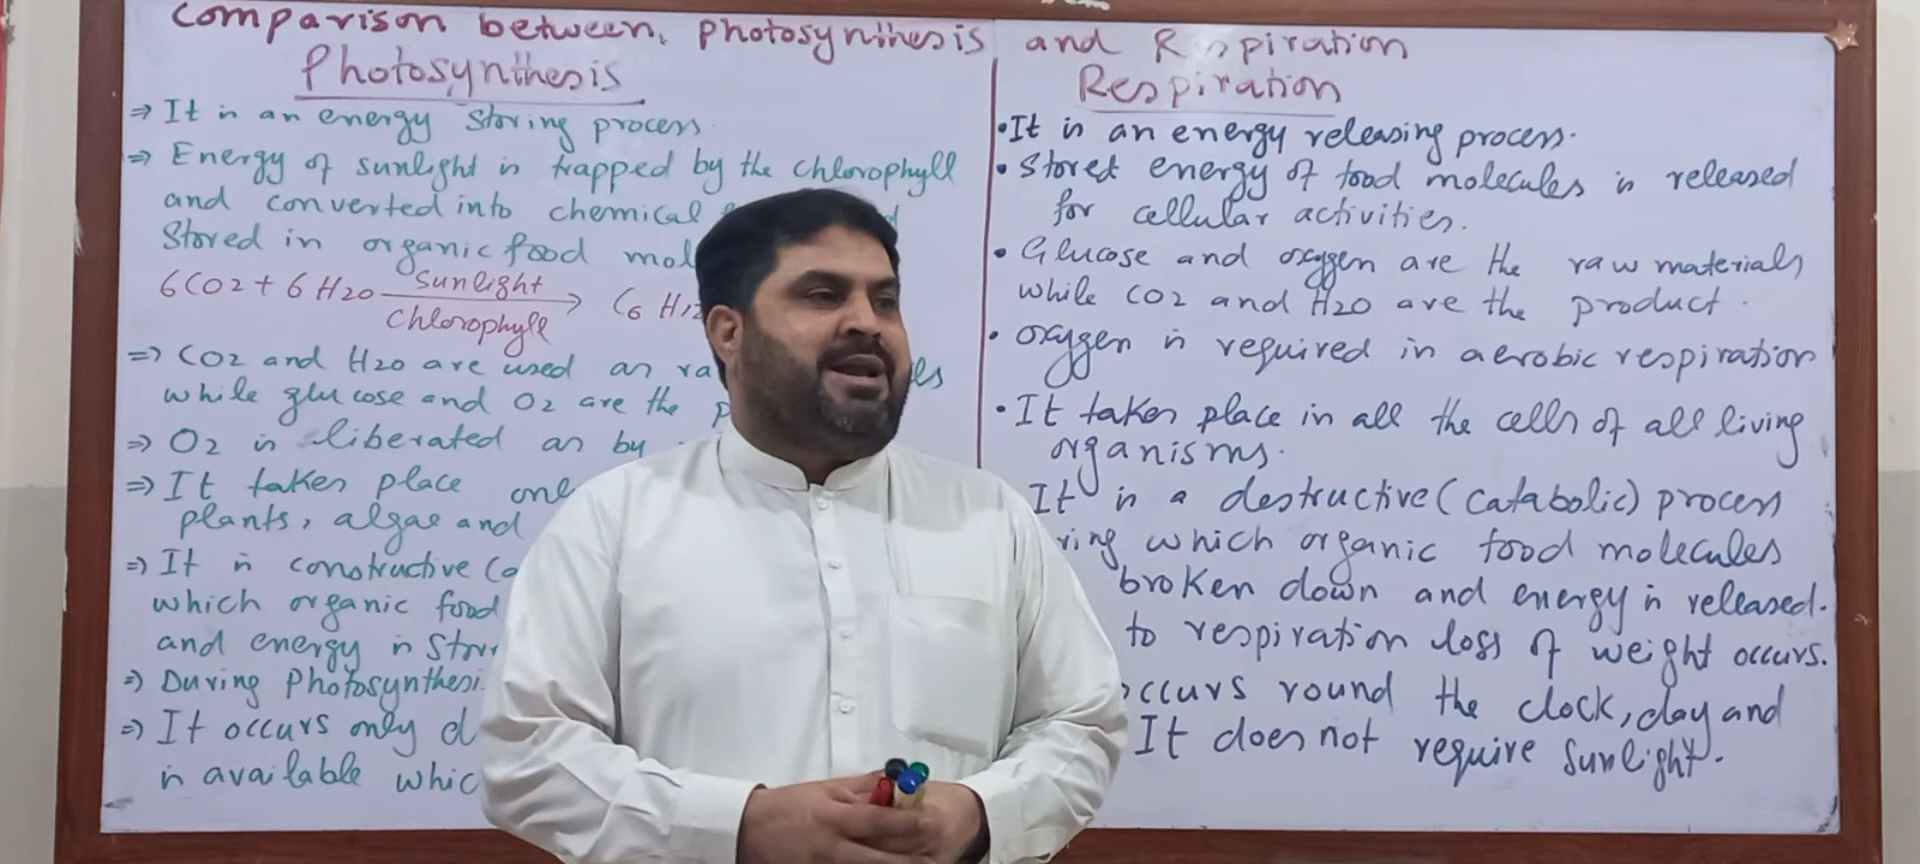 Comparison between, photosynthesis and Respiration
Photosynthesis
⇒ It is an energy storing process.
⇒ Energy of sunlight is trapped by the chlorophyll
and converted into chemical
Stored in organic food mol
6CO2 + 6H2O Sunlight → C6 H12
Chlorophyll
⇒ CO2 and H2O are used as ra
while glucose and O2 are the p
⇒ O2 is liberated as by
⇒ It takes place onl
plants, algae and
⇒ It is constructive (a
which organic food
and energy is stor
⇒ During Photosynthesi
⇒ It occurs only d
is available whic
Respiration
• It is an energy releasing process.
• Stored energy of food molecules is released
for cellular activities.
• Glucose and oxygen are the raw materials
while CO2 and H2O are the product.
• Oxygen is required in aerobic respiration
• It takes place in all the cells of all living
organisms.
It is a destructive (catabolic) process
ring which organic food molecules
broken down and energy is released.
to respiration loss of weight occurs.
ccurs round the clock, day and
It does not require sunlight.